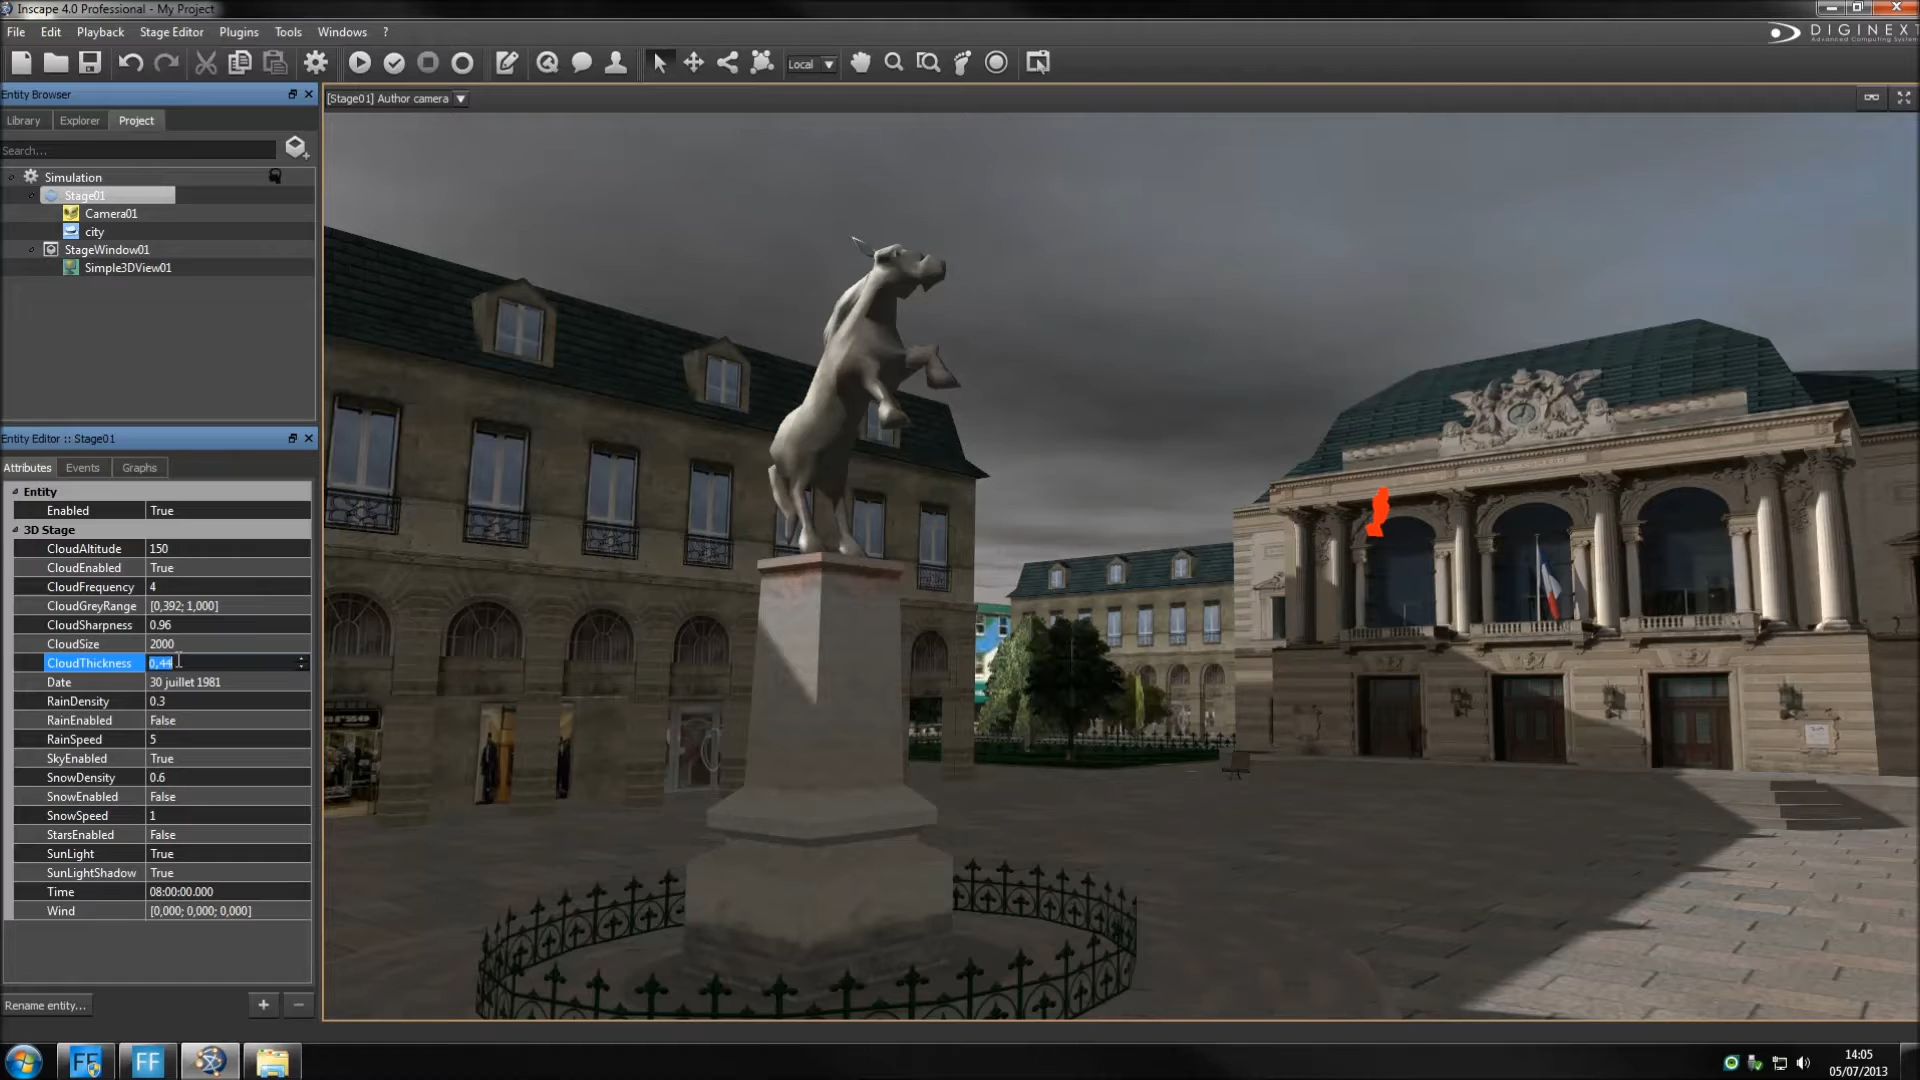 Inscape 4.0 Professional - My Project
File Edit Playback Stage Editor Plugins Tools Windows ?
DIGINEXT
Advanced Computing Systems
Local
Entity Browser
[Stage01] Author camera
Library Explorer Project
Search...
Simulation
Stage01
Camera01
city
StageWindow01
Simple3DView01
Entity Editor :: Stage01
Attributes Events Graphs
Entity
Enabled True
3D Stage
CloudAltitude 150
CloudEnabled True
CloudFrequency 4
CloudGreyRange [0,392; 1,000]
CloudSharpness 0.96
CloudSize 2000
CloudThickness 0,44
Date 30 juillet 1981
RainDensity 0.3
RainEnabled False
RainSpeed 5
SkyEnabled True
SnowDensity 0.6
SnowEnabled False
SnowSpeed 1
StarsEnabled False
SunLight True
SunLightShadow True
Time 08:00:00.000
Wind [0,000; 0,000; 0,000]
Rename entity...
FF FF
14:05
05/07/2013